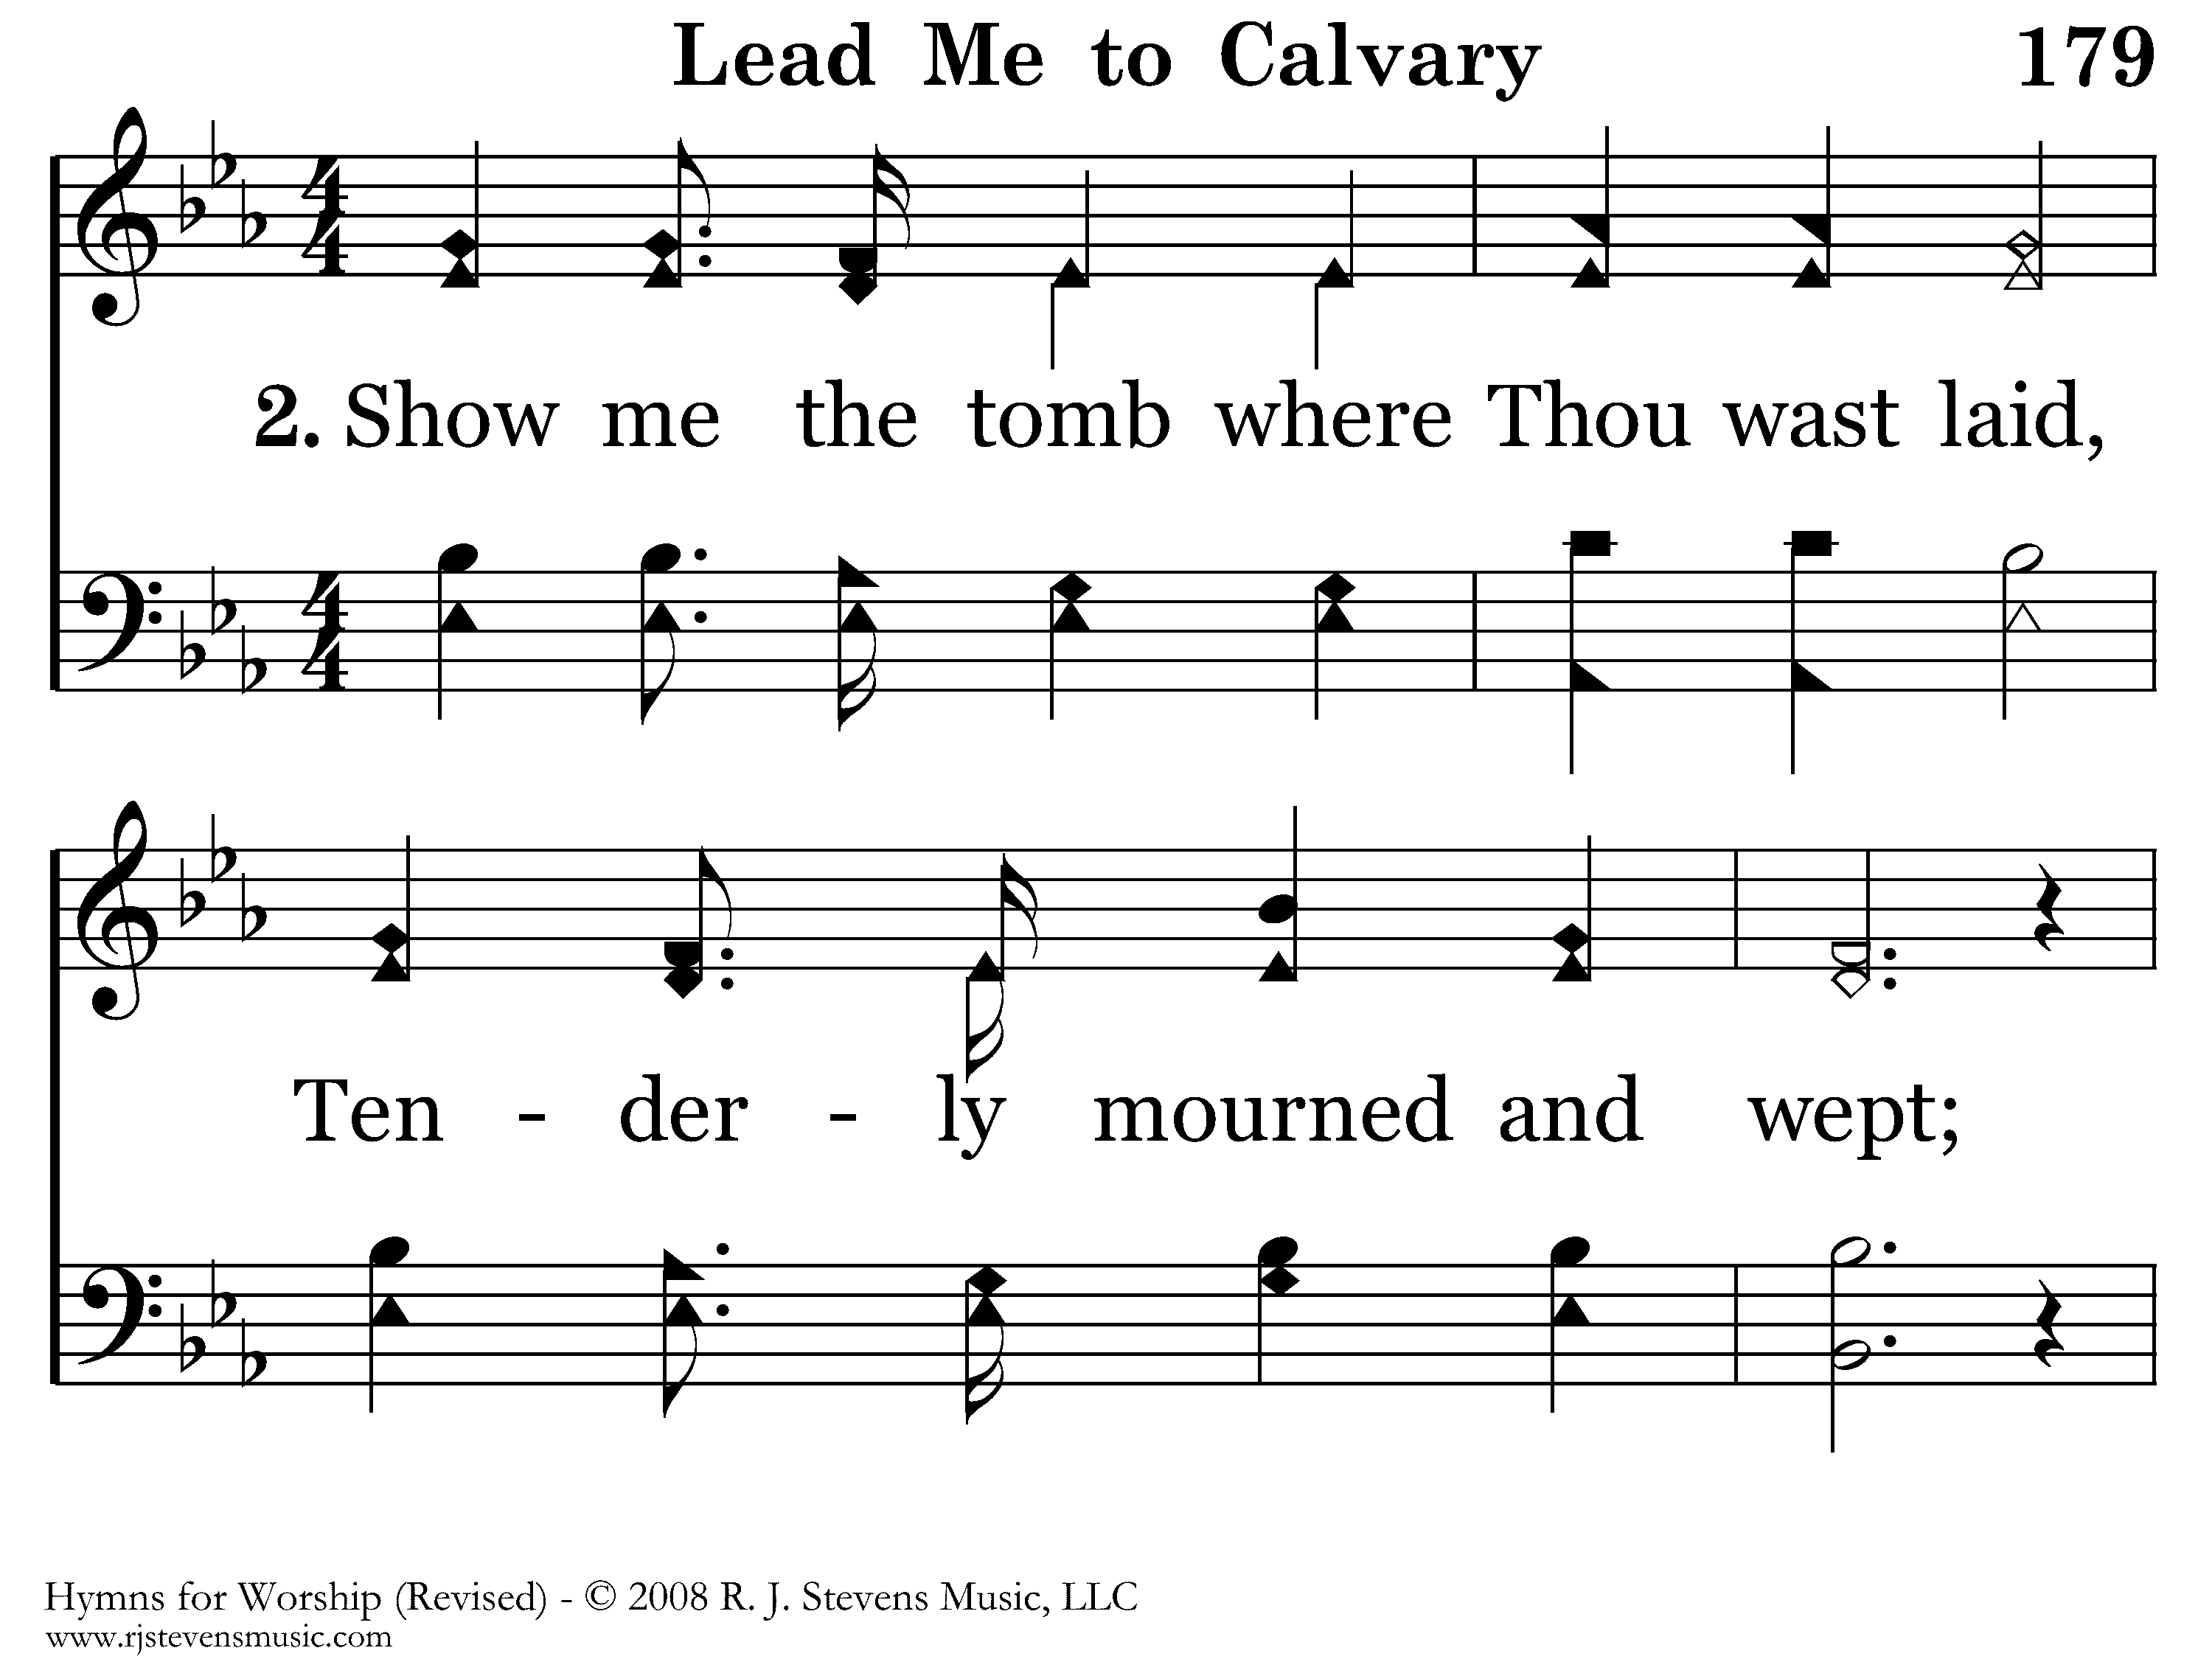 Lead Me to Calvary 179
2. Show me the tomb where Thou wast laid,
Ten - der - ly mourned and wept;
Hymns for Worship (Revised) - © 2008 R. J. Stevens Music, LLC
www.rjstevensmusic.com